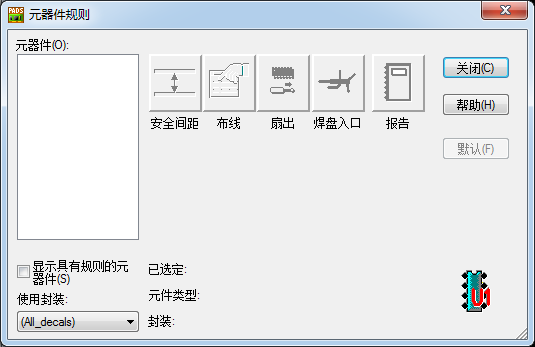 PADS
元器件规则
元器件(O):
安全间距 布线 扇出 焊盘入口 报告
关闭(C)
帮助(H)
默认(F)
显示具有规则的元
器件(S)
使用封装:
(All_decals)
已选定:
元件类型:
封装:
U1